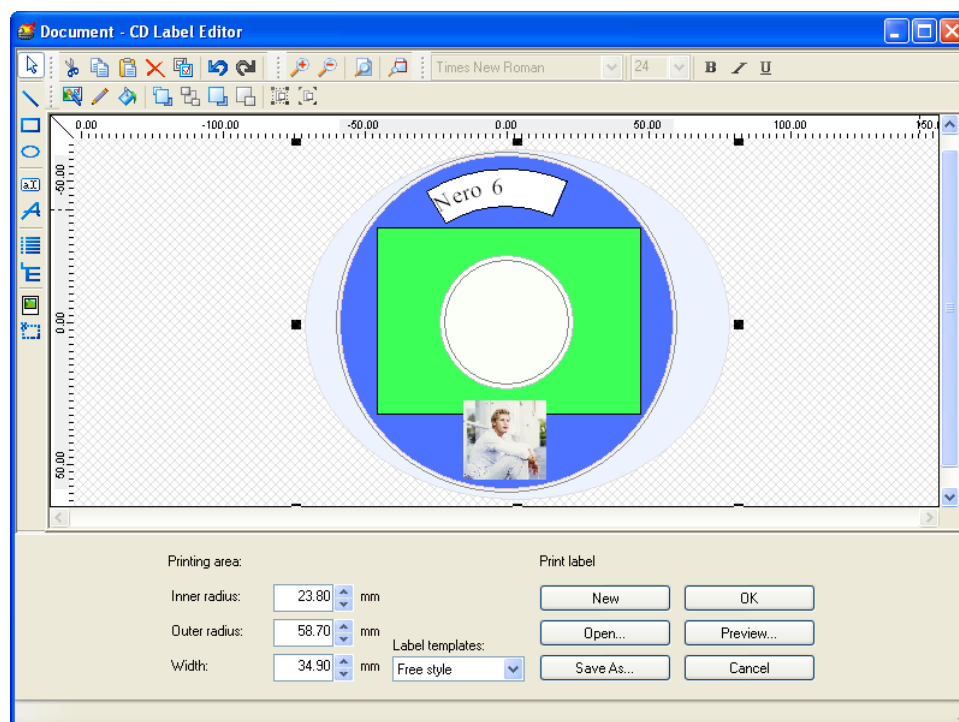 Document - CD Label Editor
Times New Roman 24 B I U
0.00 -100.00 -50.00 0.00 50.00 100.00 150.0
-50.00
0.00
50.00
Nero 6
Printing area: Print label
Inner radius: 23.80 mm New OK
Outer radius: 58.70 mm Open... Preview...
Label templates:
Width: 34.90 mm Free style Save As... Cancel